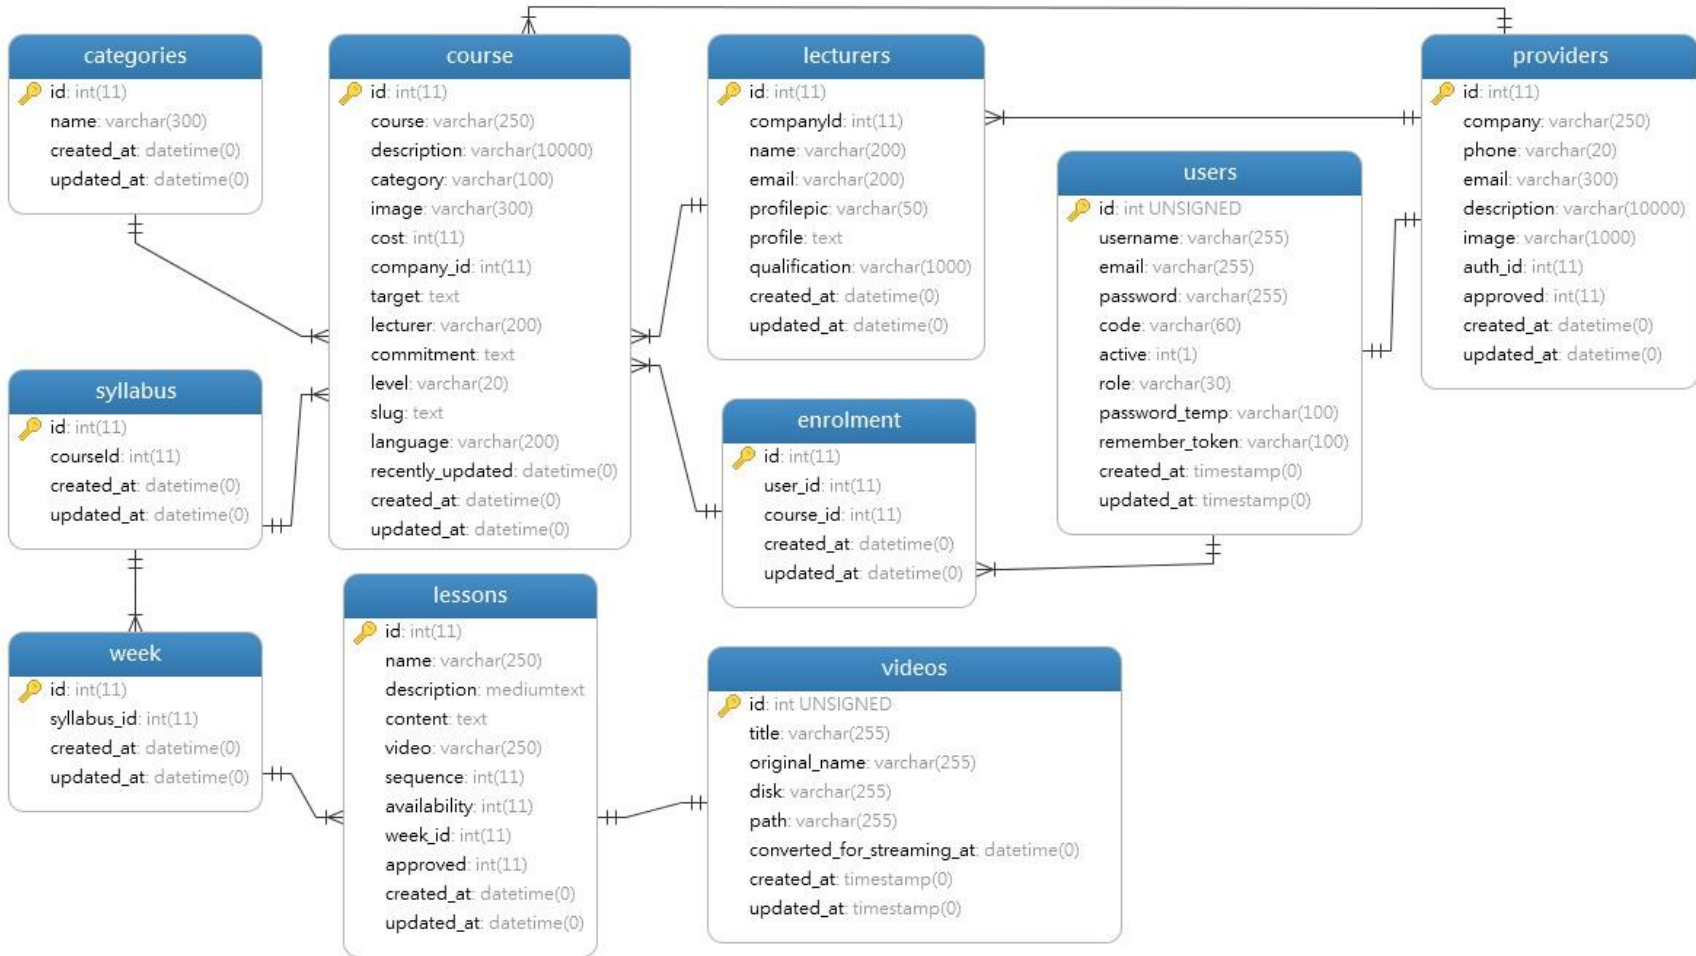 categories
id: int(11)
name: varchar(300)
created_at: datetime(0)
updated_at: datetime(0)
course
id: int(11)
course: varchar(250)
description: varchar(10000)
category: varchar(100)
image: varchar(300)
cost: int(11)
company_id: int(11)
target: text
lecturer: varchar(200)
commitment: text
level: varchar(20)
slug: text
language: varchar(200)
recently_updated: datetime(0)
created_at: datetime(0)
updated_at: datetime(0)
lecturers
id: int(11)
companyId: int(11)
name: varchar(200)
email: varchar(200)
profilepic: varchar(50)
profile: text
qualification: varchar(1000)
created_at: datetime(0)
updated_at: datetime(0)
providers
id: int(11)
company: varchar(250)
phone: varchar(20)
email: varchar(300)
description: varchar(10000)
image: varchar(1000)
auth_id: int(11)
approved: int(11)
created_at: datetime(0)
updated_at: datetime(0)
users
id: int UNSIGNED
username: varchar(255)
email: varchar(255)
password: varchar(255)
code: varchar(60)
active: int(1)
role: varchar(30)
password_temp: varchar(100)
remember_token: varchar(100)
created_at: timestamp(0)
updated_at: timestamp(0)
syllabus
id: int(11)
courseId: int(11)
created_at: datetime(0)
updated_at: datetime(0)
enrolment
id: int(11)
user_id: int(11)
course_id: int(11)
created_at: datetime(0)
updated_at: datetime(0)
week
id: int(11)
syllabus_id: int(11)
created_at: datetime(0)
updated_at: datetime(0)
lessons
id: int(11)
name: varchar(250)
description: mediumtext
content: text
video: varchar(250)
sequence: int(11)
availability: int(11)
week_id: int(11)
approved: int(11)
created_at: datetime(0)
updated_at: datetime(0)
videos
id: int UNSIGNED
title: varchar(255)
original_name: varchar(255)
disk: varchar(255)
path: varchar(255)
converted_for_streaming_at: datetime(0)
created_at: timestamp(0)
updated_at: timestamp(0)